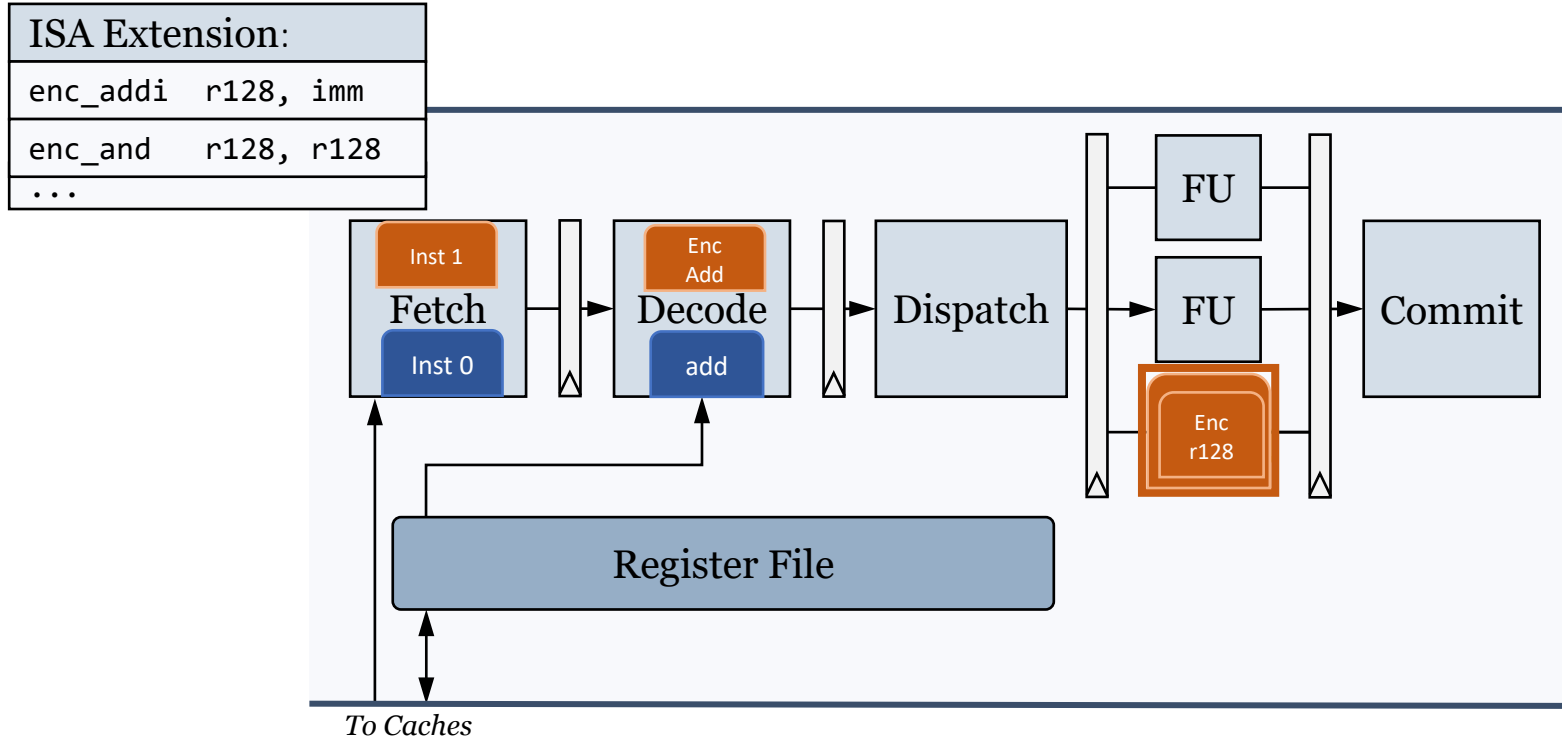 ISA Extension:
enc_addi r128, imm
enc_and r128, r128
...
Inst 1
Fetch
Inst 0
Enc
Add
Decode
add
Dispatch
FU
FU
Enc
r128
Commit
Register File
To Caches